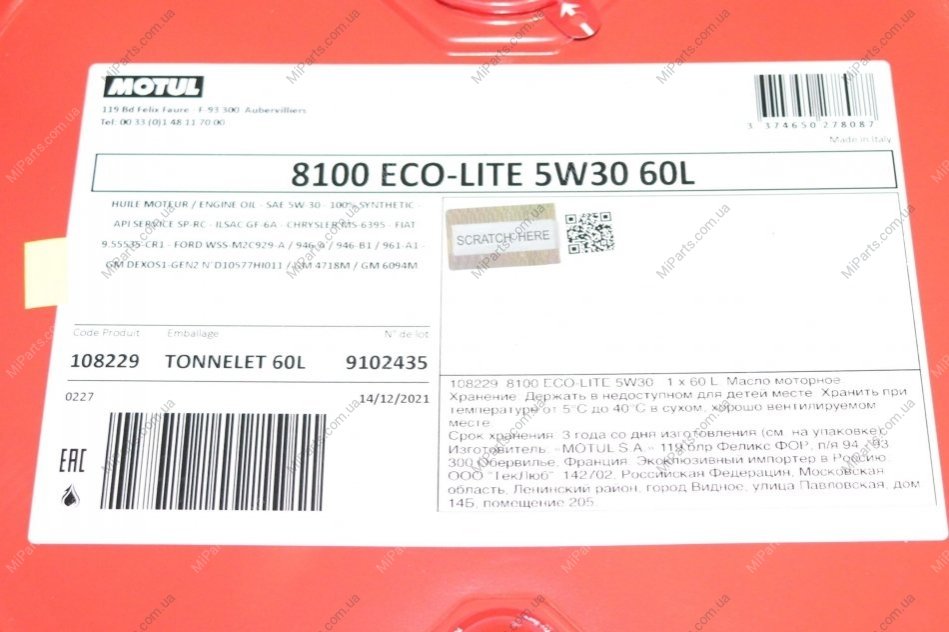 MOTUL
119 Bd Felix Faure : F-93 300 Aubervilliers
Tel: 00 33 (0)1 48 11 70 00
3 374650 278087
Made in Italy
8100 ECO-LITE 5W30 60L
HUILE MOTEUR / ENGINE OIL - SAE 5W-30 - 100% SYNTHETIC -
API SERVICE SP-RC - ILSAC GF-6A - CHRYSLER MS 6395 - FIAT
9.55535-CR1 - FORD WSS-M2C929-A / 946-A / 946-B1 / 961-A1 -
GM DEXOS1-GEN2 N°D10577HI011 / GM 4718M / GM 6094M
SCRATCH HERE
Code Produit Emballage N° de lot
108229 TONNELET 60L 9102435
0227 14/12/2021
EAC
108229 8100 ECO-LITE 5W30 1 x 60 L Масло моторное.
Хранение: Держать в недоступном для детей месте. Хранить при
температуре от 5°С до 40°С в сухом, хорошо вентилируемом
месте.
Срок хранения: 3 года со дня изготовления (см. на упаковке).
Изготовитель: «MOTUL S.A.» 119 блр Феликс ФОР, п/я 94 - 93
300 Обервилье. Франция. Эксклюзивный импортер в Россию:
ООО "ТекЛюб" 142702, Российская Федерация, Московская
область, Ленинский район, город Видное, улица Павловская, дом
14Б, помещение 205.
MiParts.com.ua